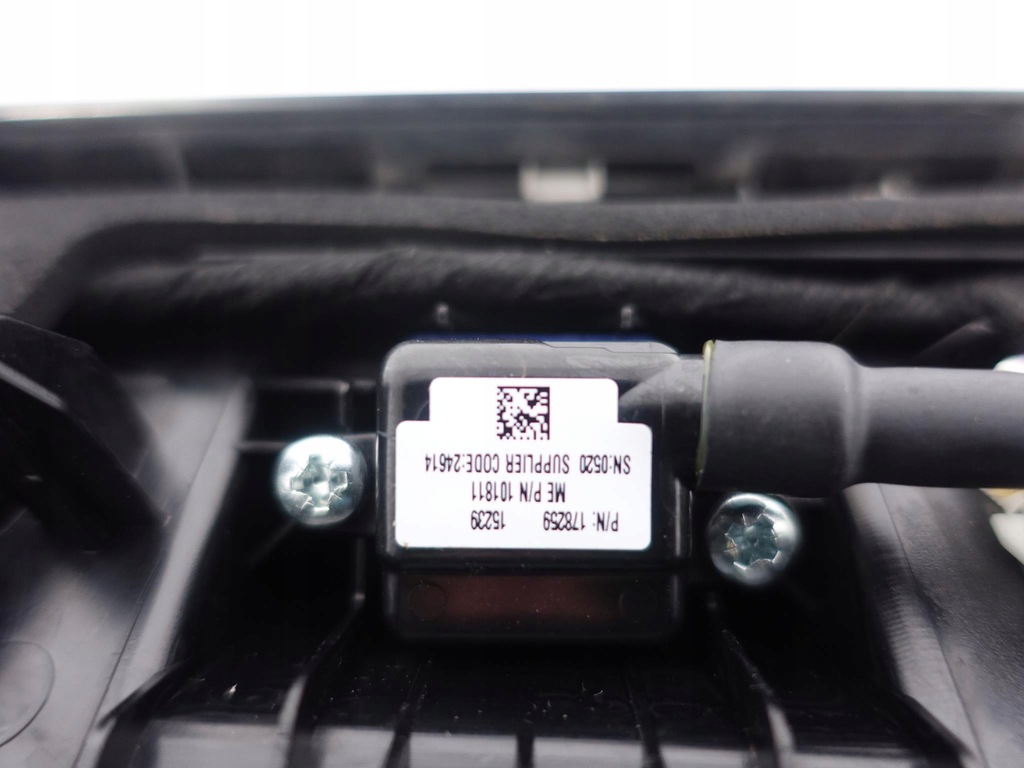 P/N: 178259 15239
ME P/N 101811
SN:0520 SUPPLIER CODE:24614